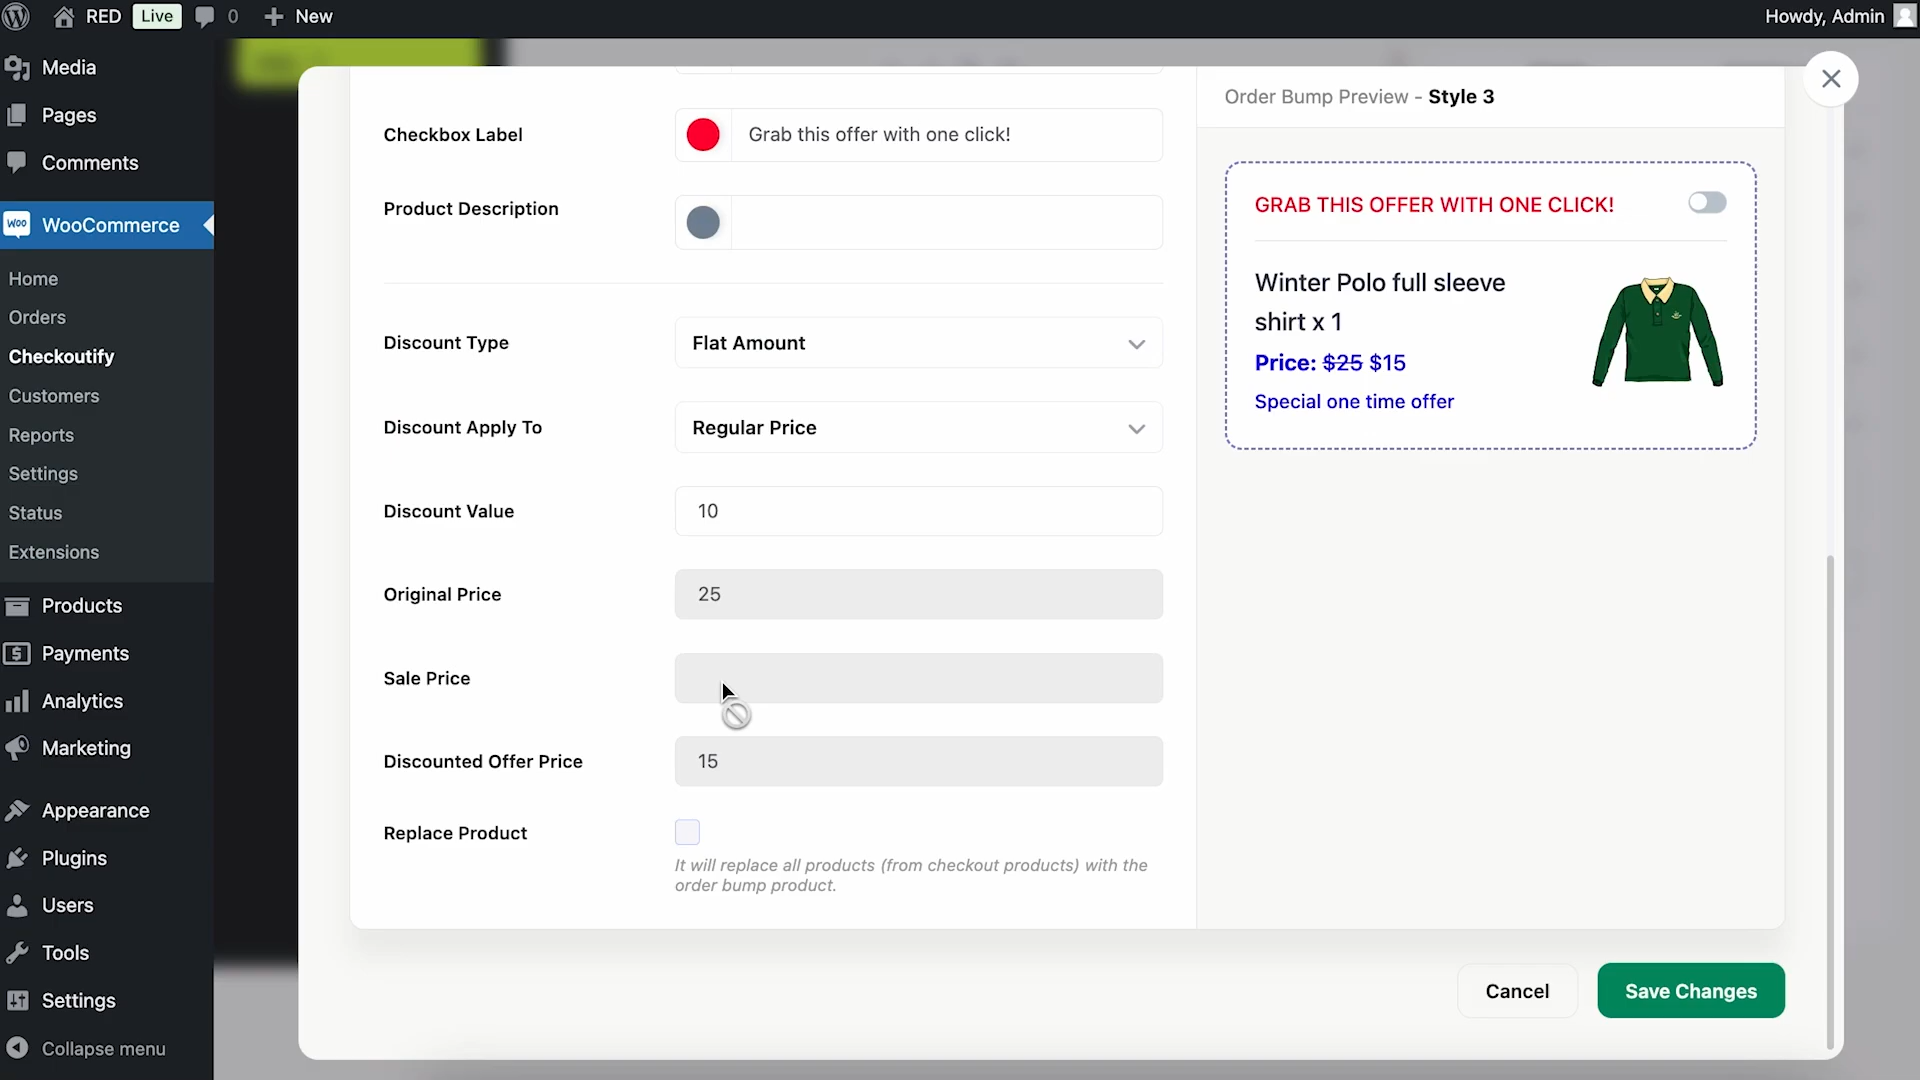 RED
Live
0
New
Howdy, Admin
Media
Pages
Comments
WOO
WooCommerce
Home
Orders
Checkoutify
Customers
Reports
Settings
Status
Extensions
Products
Payments
Analytics
Marketing
Appearance
Plugins
Users
Tools
Settings
Collapse menu
Checkbox Label
Grab this offer with one click!
Product Description
Discount Type
Flat Amount
Discount Apply To
Regular Price
Discount Value
10
Original Price
25
Sale Price
Discounted Offer Price
15
Replace Product
It will replace all products (from checkout products) with the
order bump product.
Order Bump Preview - Style 3
GRAB THIS OFFER WITH ONE CLICK!
Winter Polo full sleeve
shirt x 1
Price: $25 $15
Special one time offer
Cancel
Save Changes